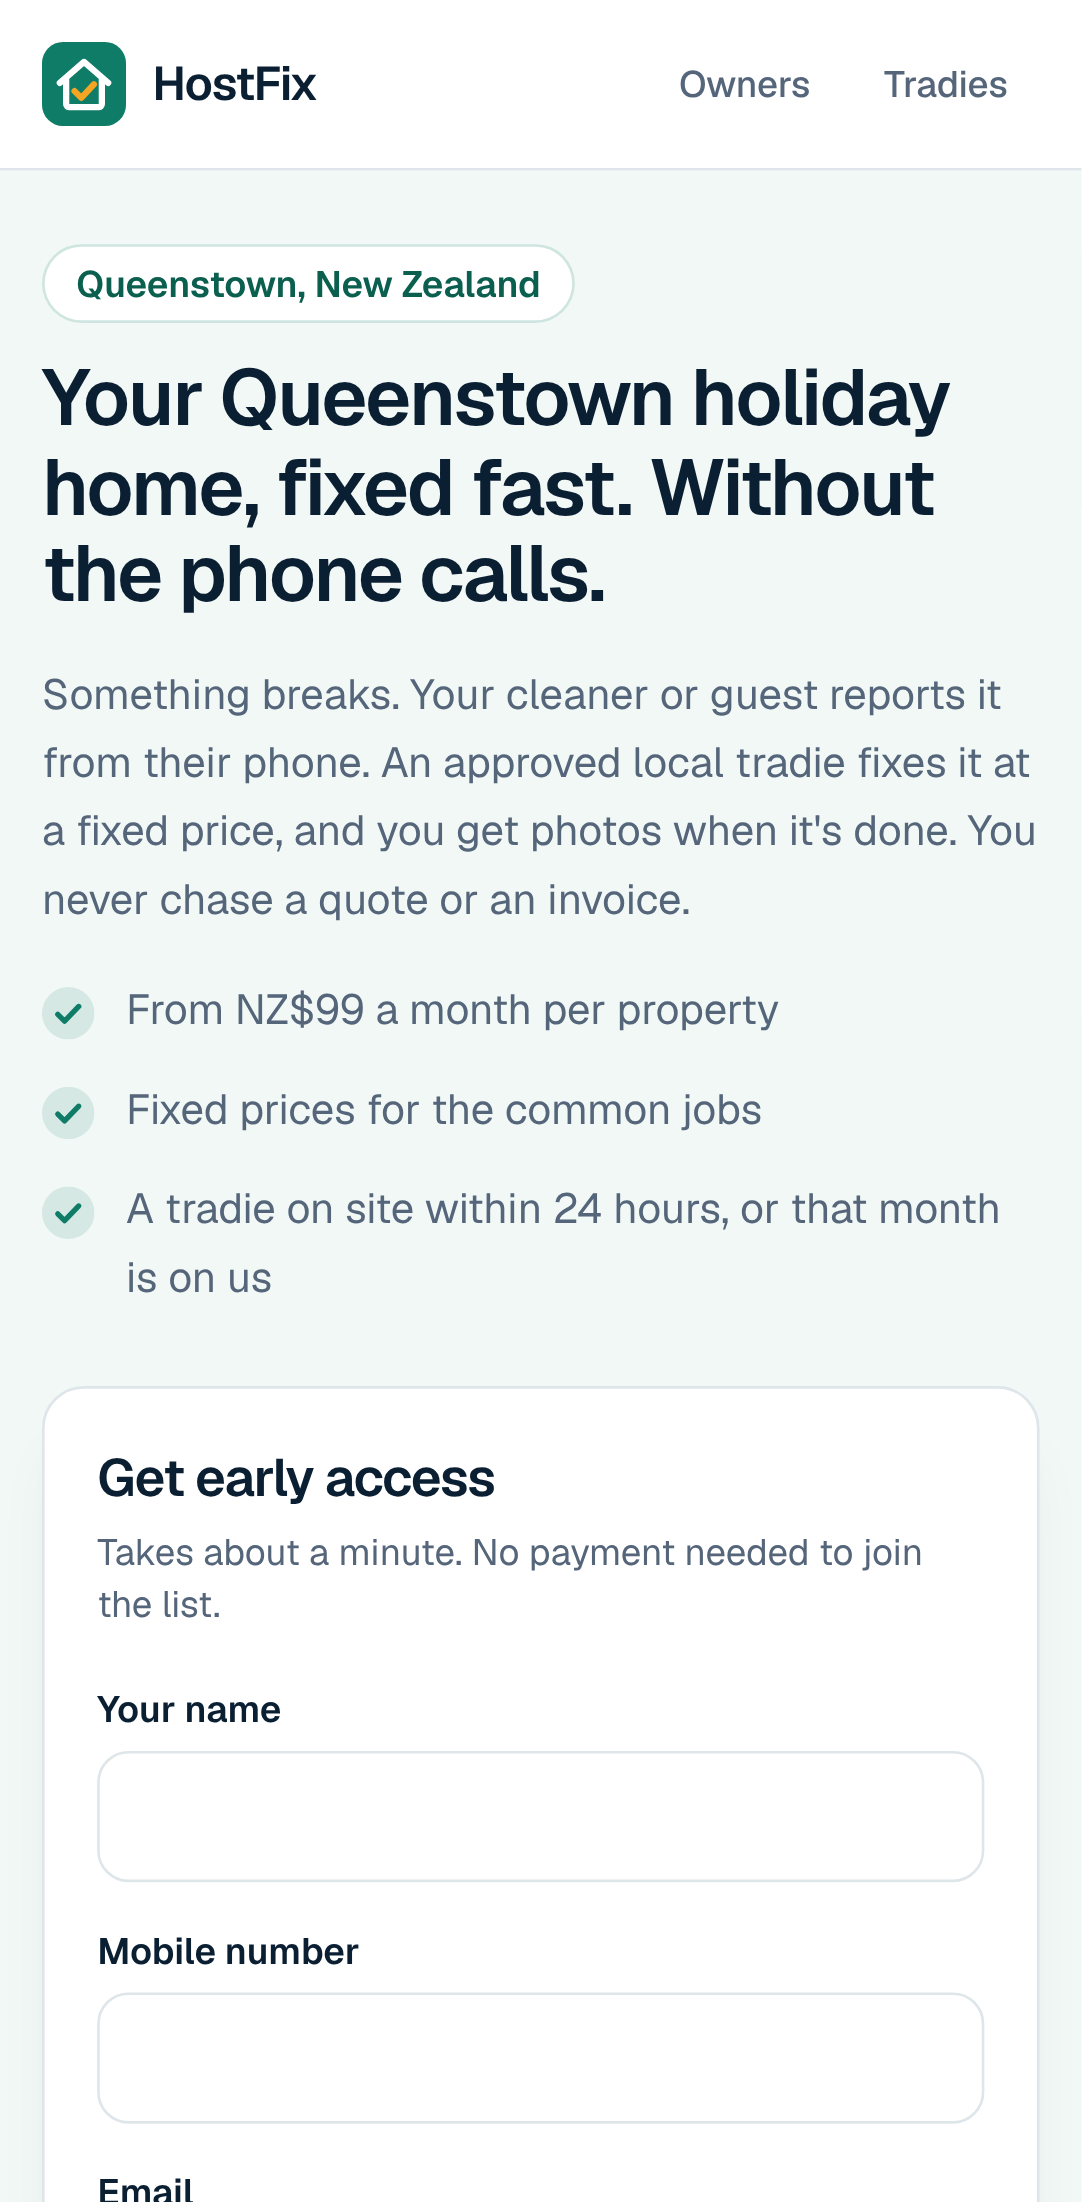 HostFix
Owners
Tradies
Queenstown, New Zealand
Your Queenstown holiday
home, fixed fast. Without
the phone calls.
Something breaks. Your cleaner or guest reports it
from their phone. An approved local tradie fixes it at
a fixed price, and you get photos when it's done. You
never chase a quote or an invoice.
From NZ$99 a month per property
Fixed prices for the common jobs
A tradie on site within 24 hours, or that month
is on us
Get early access
Takes about a minute. No payment needed to join
the list.
Your name
Mobile number
Email